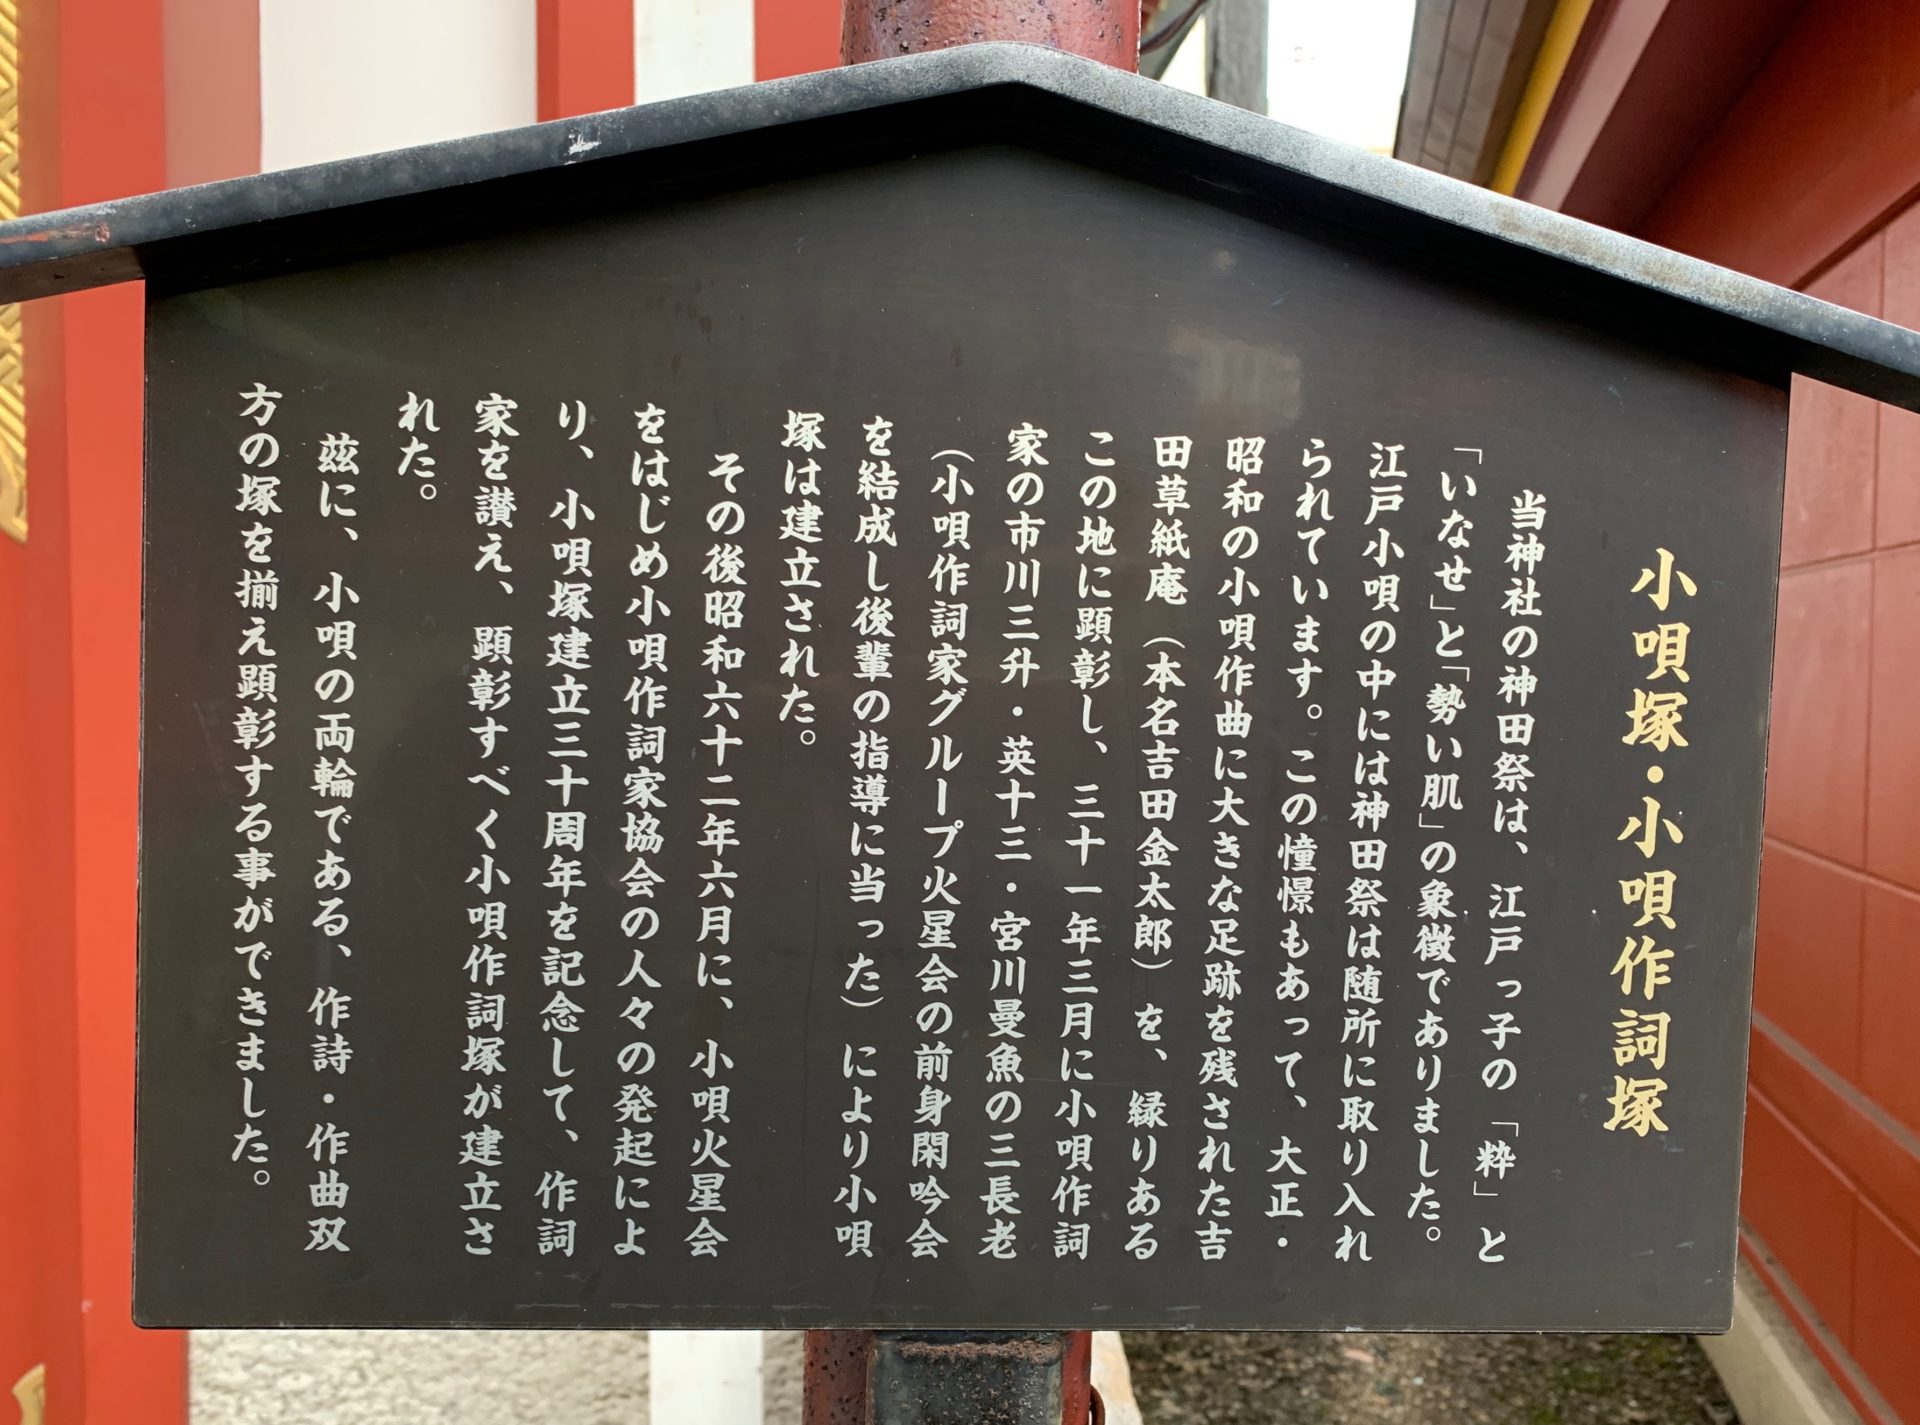 小唄塚・小唄作詞塚
当神社の神田祭は、江戸っ子の「粋」と
「いなせ」と「勢い肌」の象徴でありました。
江戸小唄の中には神田祭は随所に取り入れ
られています。この憧憬もあって、大正・
昭和の小唄作曲に大きな足跡を残された吉
田草紙庵（本名吉田金太郎）を、縁りある
この地に顕彰し、三十一年三月に小唄作詞
家の市川三升・英十三・宮川曼魚の三長老
（小唄作詞家グループ火星会の前身閑吟会
を結成し後輩の指導に当った）により小唄
塚は建立された。
その後昭和六十二年六月に、小唄火星会
をはじめ小唄作詞家協会の人々の発起によ
り、小唄塚建立三十周年を記念して、作詞
家を讃え、顕彰すべく小唄作詞塚が建立さ
れた。
茲に、小唄の両輪である、作詩・作曲双
方の塚を揃え顕彰する事ができました。